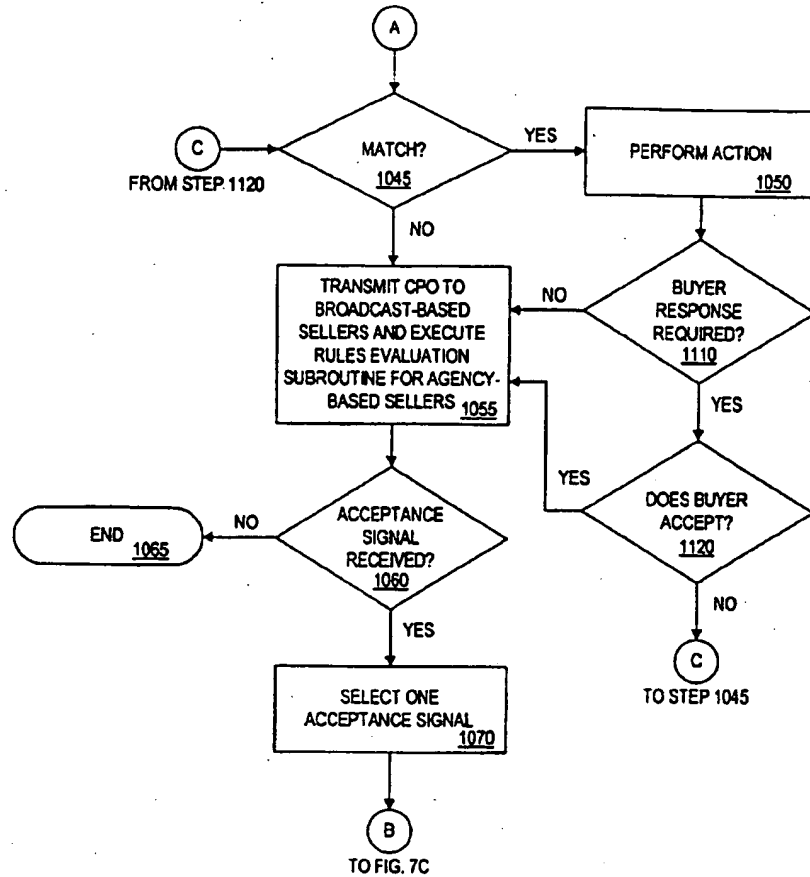 A
C
FROM STEP 1120
MATCH?
1045
YES
PERFORM ACTION
1050
NO
TRANSMIT CPO TO
BROADCAST-BASED
SELLERS AND EXECUTE
RULES EVALUATION
SUBROUTINE FOR AGENCY-
BASED SELLERS 1055
NO
BUYER
RESPONSE
REQUIRED?
1110
YES
YES
DOES BUYER
ACCEPT?
1120
NO
C
TO STEP 1045
ACCEPTANCE
SIGNAL
RECEIVED?
1060
NO
END
1065
YES
SELECT ONE
ACCEPTANCE SIGNAL
1070
B
TO FIG. 7C